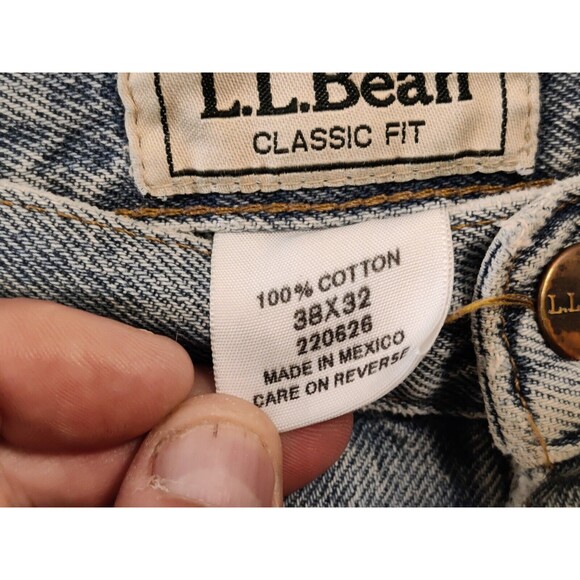 L.L.Bean
CLASSIC FIT
100% COTTON
38X32
220626
MADE IN MEXICO
CARE ON REVERSE
L.L.